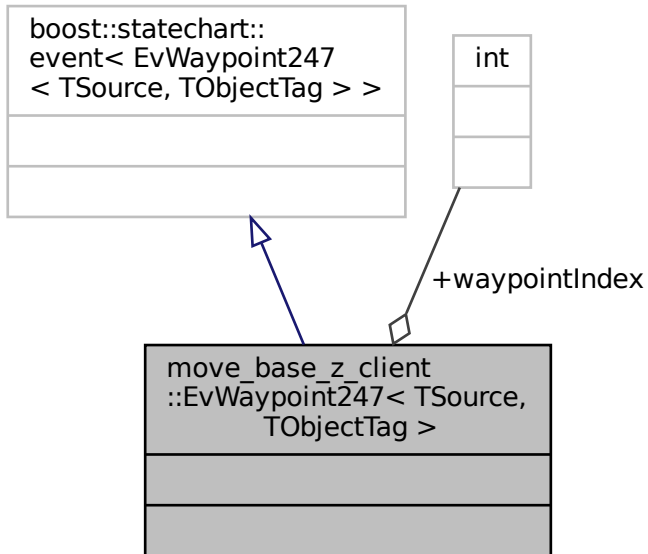 boost::statechart::
event< EvWaypoint247
< TSource, TObjectTag > >
int
+waypointIndex
move_base_z_client
::EvWaypoint247< TSource,
TObjectTag >